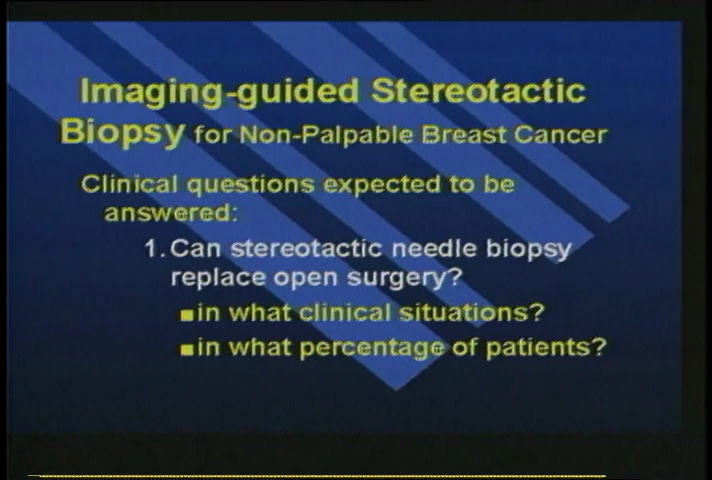 Imaging-guided Stereotactic
Biopsy for Non-Palpable Breast Cancer
Clinical questions expected to be
answered:
1. Can stereotactic needle biopsy
replace open surgery?
■ in what clinical situations?
■ in what percentage of patients?